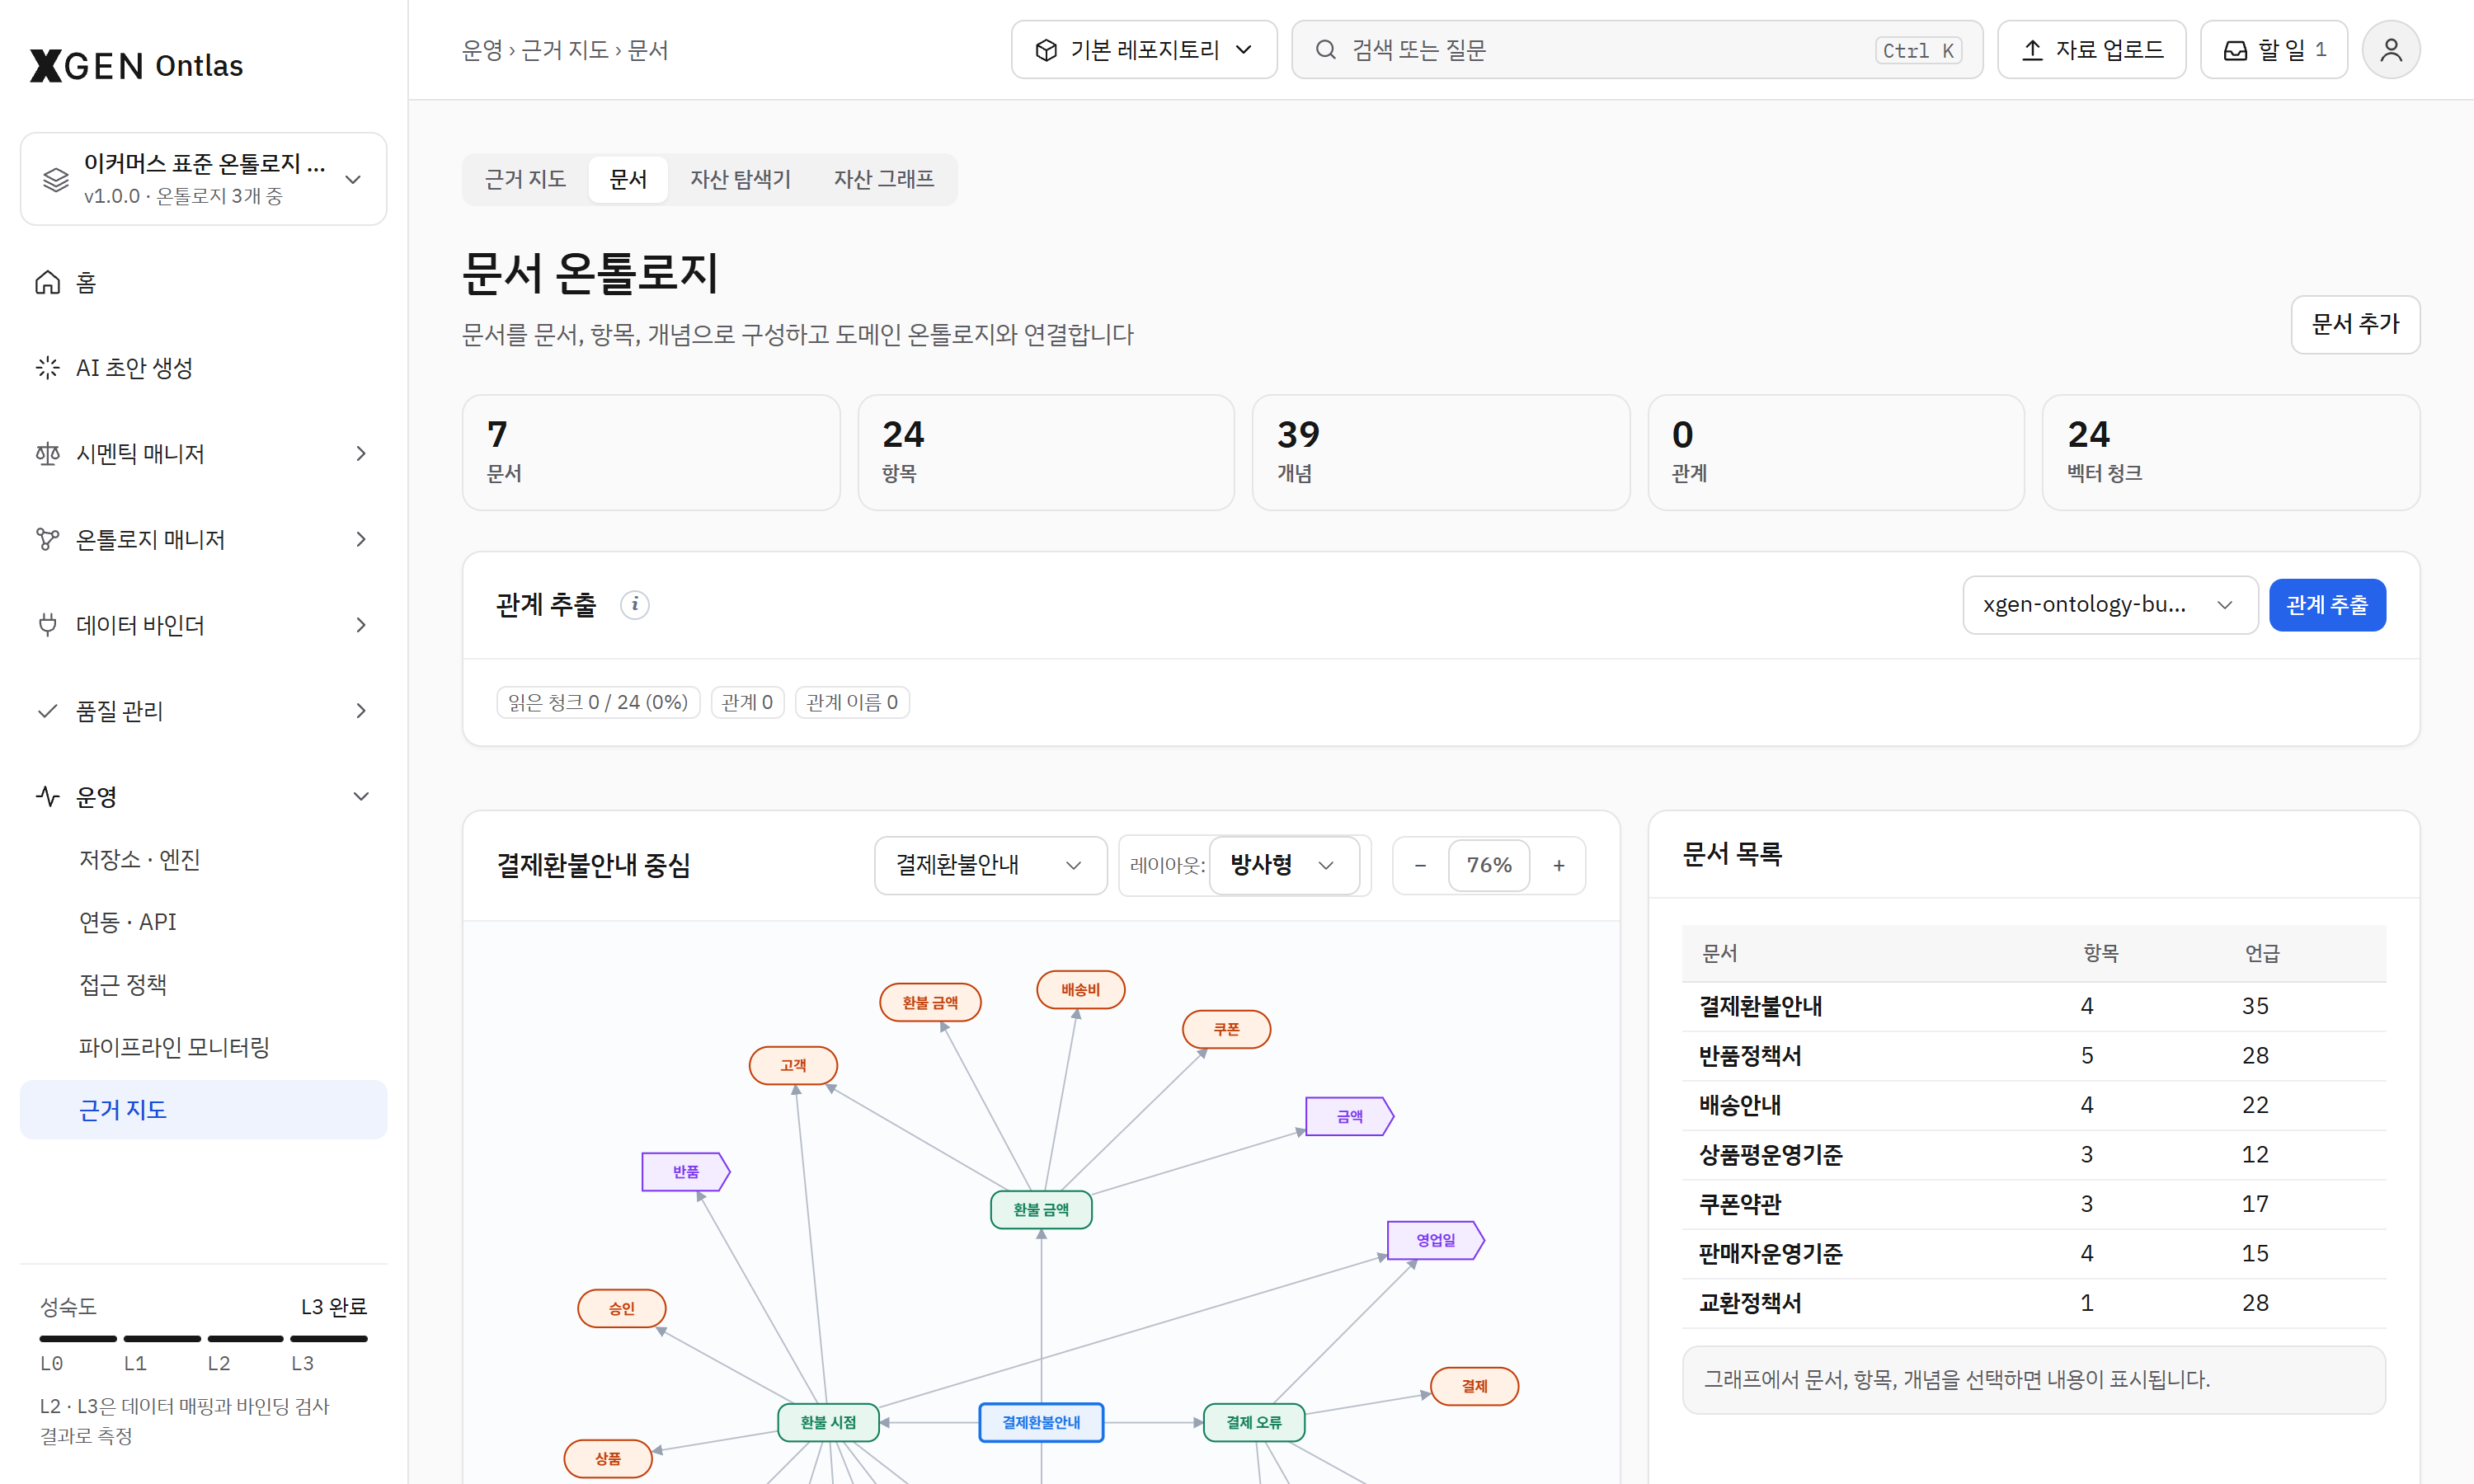 XGEN Ontlas
이커머스 표준 온톨로지 ...
v1.0.0 · 온톨로지 3개 중
홈
AI 초안 생성
시멘틱 매니저
온톨로지 매니저
데이터 바인더
품질 관리
운영
저장소 · 엔진
연동 · API
접근 정책
파이프라인 모니터링
근거 지도
성숙도 L3 완료
L0 L1 L2 L3
L2 · L3은 데이터 매핑과 바인딩 검사
결과로 측정
운영 › 근거 지도 › 문서
기본 레포지토리
검색 또는 질문 Ctrl K
자료 업로드
할 일 1
근거 지도 문서 자산 탐색기 자산 그래프
문서 온톨로지
문서를 문서, 항목, 개념으로 구성하고 도메인 온톨로지와 연결합니다
문서 추가
7
문서
24
항목
39
개념
0
관계
24
벡터 청크
관계 추출 i
xgen-ontology-bu...
관계 추출
읽은 청크 0 / 24 (0%) 관계 0 관계 이름 0
결제환불안내 중심
결제환불안내
레이아웃: 방사형
− 76% +
환불 금액
배송비
쿠폰
고객
금액
반품
환불 금액
영업일
승인
결제
환불 시점
결제환불안내
결제 오류
상품
문서 목록
문서 항목 언급
결제환불안내 4 35
반품정책서 5 28
배송안내 4 22
상품평운영기준 3 12
쿠폰약관 3 17
판매자운영기준 4 15
교환정책서 1 28
그래프에서 문서, 항목, 개념을 선택하면 내용이 표시됩니다.